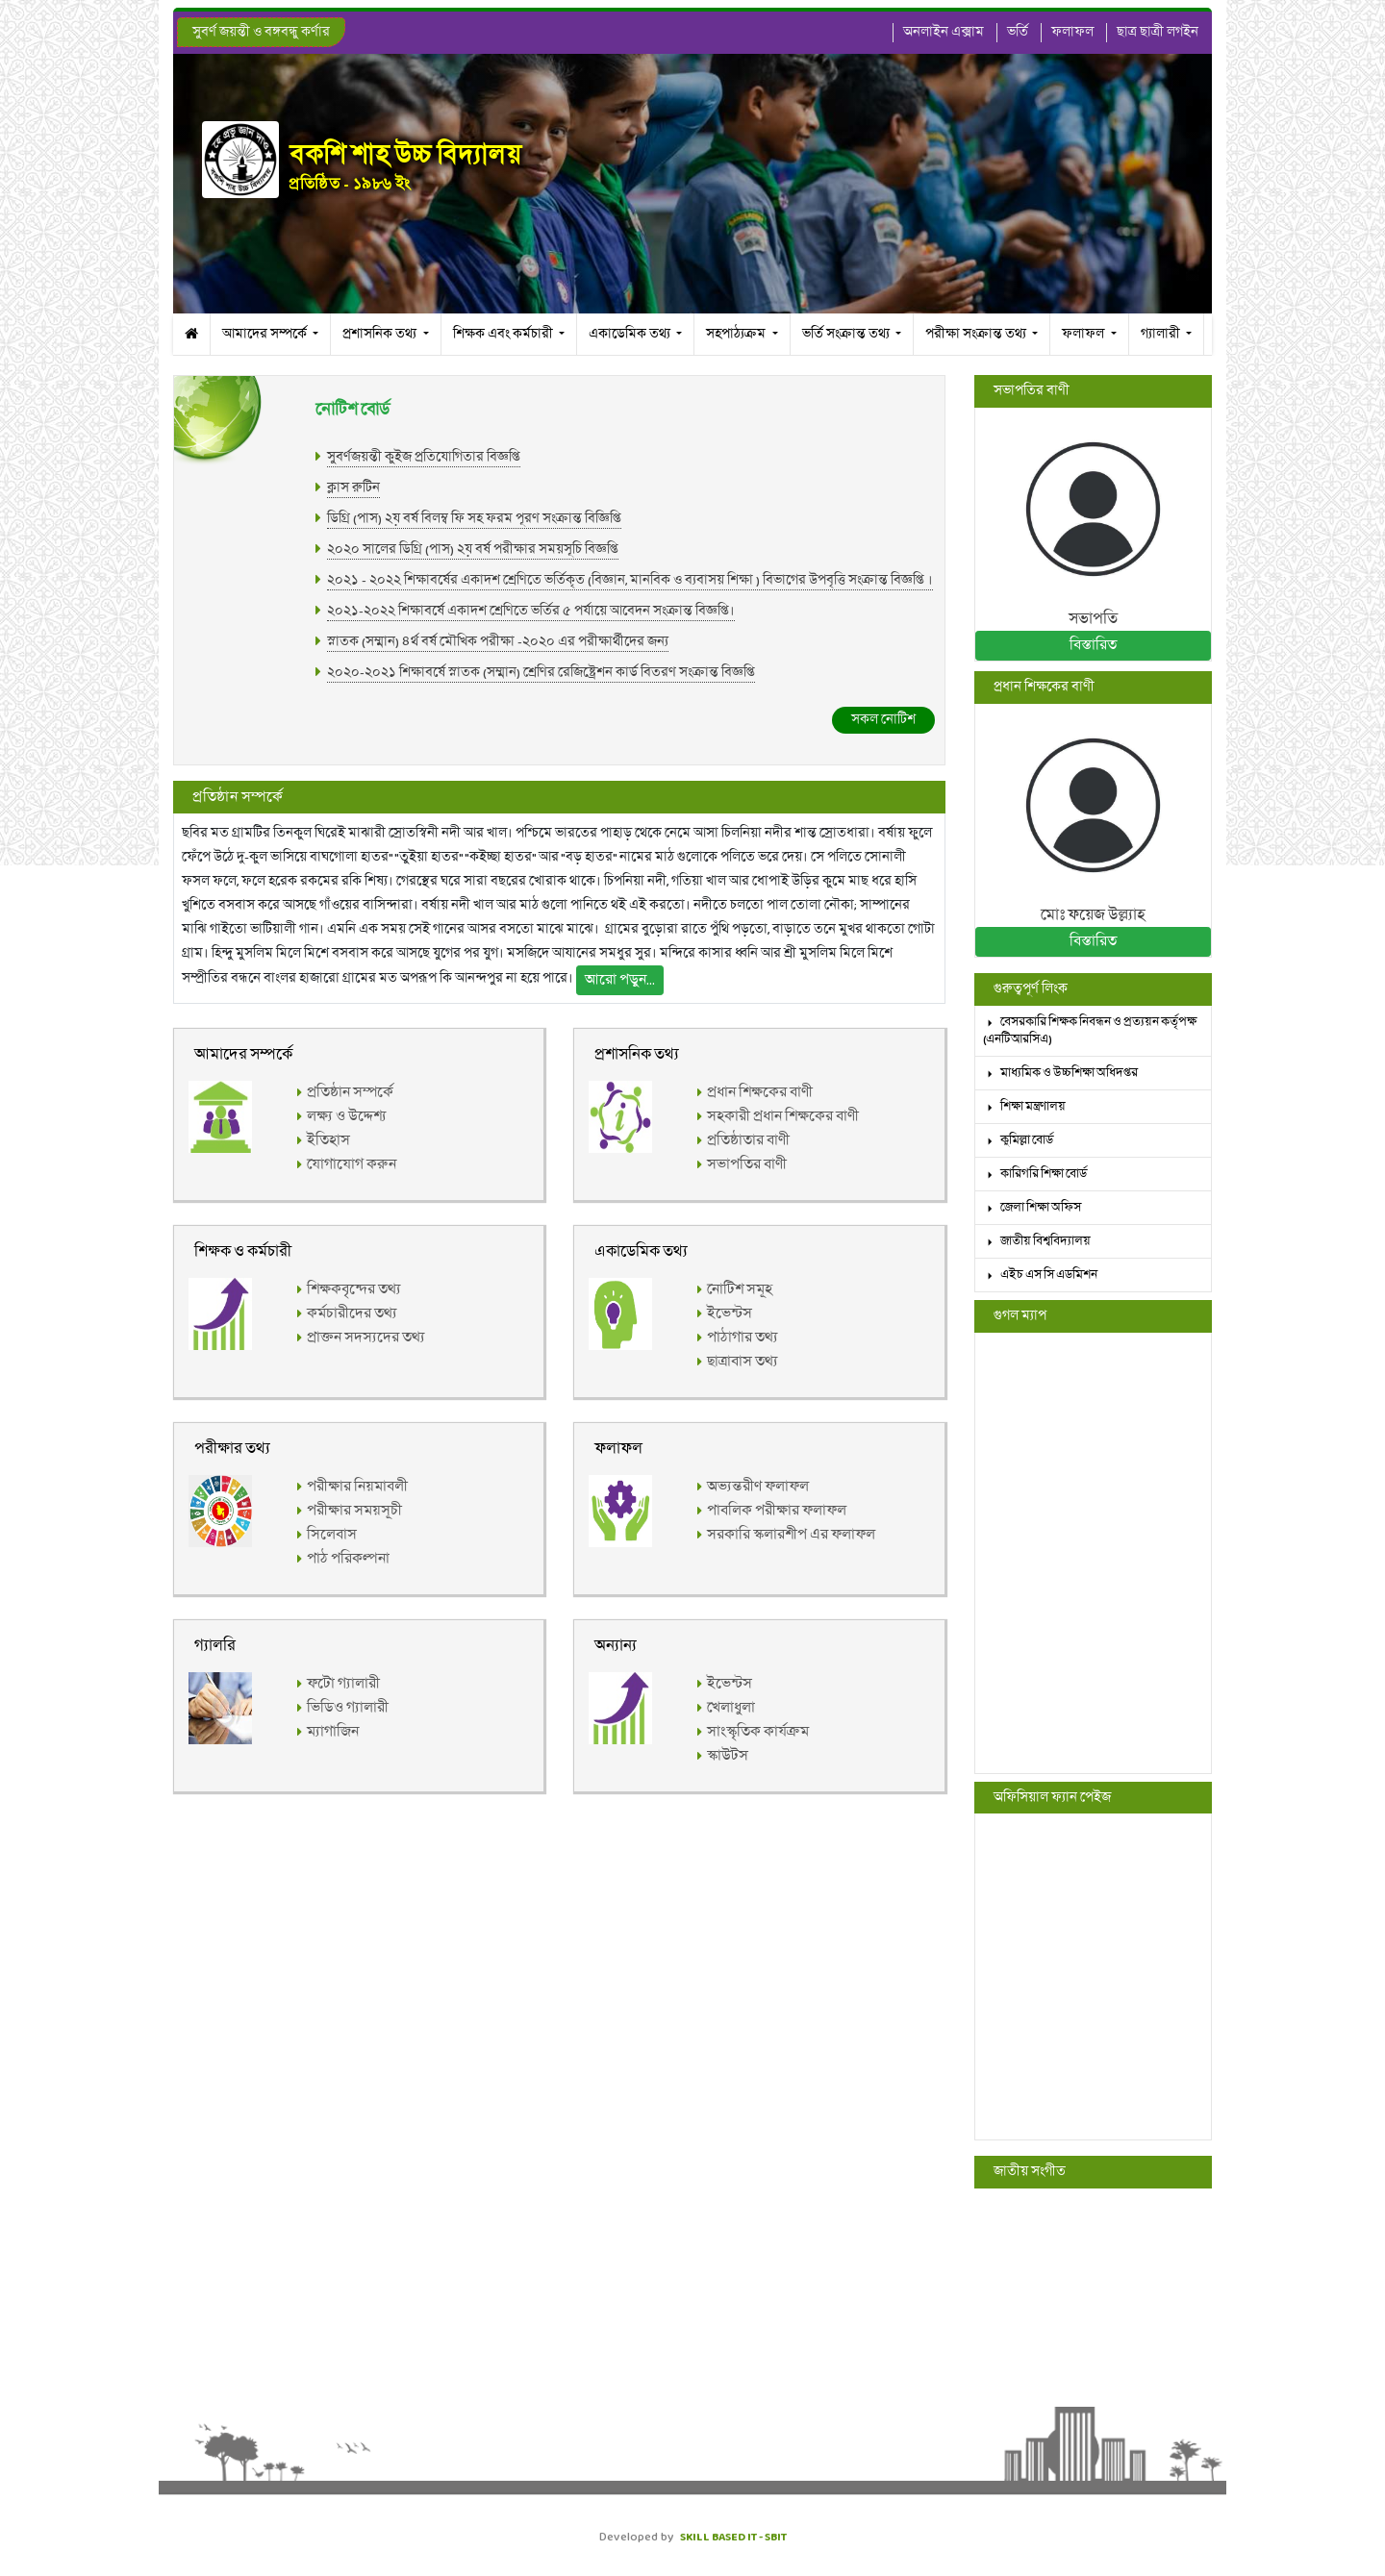 সুবর্ণ জয়ন্তী ও বঙ্গবন্ধু কর্ণার
অনলাইন এক্সাম
ভর্তি
ফলাফল
ছাত্র ছাত্রী লগইন
বকশি শাহ উচ্চ বিদ্যালয়
প্রতিষ্ঠিত - ১৯৮৬ ইং
আমাদের সম্পর্কে
প্রশাসনিক তথ্য
শিক্ষক এবং কর্মচারী
একাডেমিক তথ্য
সহপাঠ্যক্রম
ভর্তি সংক্রান্ত তথ্য
পরীক্ষা সংক্রান্ত তথ্য
ফলাফল
গ্যালারী
নোটিশ বোর্ড
সুবর্ণজয়ন্তী কুইজ প্রতিযোগিতার বিজ্ঞপ্তি
ক্লাস রুটিন
ডিগ্রি (পাস) ২য় বর্ষ বিলম্ব ফি সহ ফরম পূরণ সংক্রান্ত বিজ্ঞিপ্তি
২০২০ সালের ডিগ্রি (পাস) ২য় বর্ষ পরীক্ষার সময়সূচি বিজ্ঞপ্তি
২০২১ - ২০২২ শিক্ষাবর্ষের একাদশ শ্রেণিতে ভর্তিকৃত (বিজ্ঞান, মানবিক ও ব্যবাসয় শিক্ষা ) বিভাগের উপবৃত্তি সংক্রান্ত বিজ্ঞপ্তি ।
২০২১-২০২২ শিক্ষাবর্ষে একাদশ শ্রেণিতে ভর্তির ৫ পর্যায়ে আবেদন সংক্রান্ত বিজ্ঞপ্তি।
স্নাতক (সম্মান) ৪র্থ বর্ষ মৌখিক পরীক্ষা -২০২০ এর পরীক্ষার্থীদের জন্য
২০২০-২০২১ শিক্ষাবর্ষে স্নাতক (সম্মান) শ্রেণির রেজিষ্ট্রেশন কার্ড বিতরণ সংক্রান্ত বিজ্ঞপ্তি
সকল নোটিশ
প্রতিষ্ঠান সম্পর্কে
ছবির মত গ্রামটির তিনকুল ঘিরেই মাঝারী স্রোতস্বিনী নদী আর খাল। পশ্চিমে ভারতের পাহাড় থেকে নেমে আসা চিলনিয়া নদীর শান্ত স্রোতধারা। বর্ষায় ফুলে
ফেঁপে উঠে দু-কুল ভাসিয়ে বাঘগোলা হাতর""তুইয়া হাতর""কইচ্ছা হাতর" আর "বড় হাতর" নামের মাঠ গুলোকে পলিতে ভরে দেয়। সে পলিতে সোনালী
ফসল ফলে, ফলে হরেক রকমের রকি শিষ্য। গেরস্থের ঘরে সারা বছরের খোরাক থাকে। চিপনিয়া নদী, গতিয়া খাল আর ধোপাই উড়ির কুমে মাছ ধরে হাসি
খুশিতে বসবাস করে আসছে গাঁওয়ের বাসিন্দারা। বর্ষায় নদী খাল আর মাঠ গুলো পানিতে থই এই করতো। নদীতে চলতো পাল তোলা নৌকা; সাম্পানের
মাঝি গাইতো ভাটিয়ালী গান। এমনি এক সময় সেই গানের আসর বসতো মাঝে মাঝে। গ্রামের বুড়োরা রাতে পুঁথি পড়তো, বাড়াতে তনে মুখর থাকতো গোটা
গ্রাম। হিন্দু মুসলিম মিলে মিশে বসবাস করে আসছে যুগের পর যুগ। মসজিদে আযানের সমধুর সুর। মন্দিরে কাসার ধ্বনি আর শ্রী মুসলিম মিলে মিশে
সম্প্রীতির বন্ধনে বাংলর হাজারো গ্রামের মত অপরূপ কি আনন্দপুর না হয়ে পারে। আরো পড়ুন...
আমাদের সম্পর্কে
প্রতিষ্ঠান সম্পর্কে
লক্ষ্য ও উদ্দেশ্য
ইতিহাস
যোগাযোগ করুন
প্রশাসনিক তথ্য
প্রধান শিক্ষকের বাণী
সহকারী প্রধান শিক্ষকের বাণী
প্রতিষ্ঠাতার বাণী
সভাপতির বাণী
শিক্ষক ও কর্মচারী
শিক্ষকবৃন্দের তথ্য
কর্মচারীদের তথ্য
প্রাক্তন সদস্যদের তথ্য
একাডেমিক তথ্য
নোটিশ সমূহ
ইভেন্টস
পাঠাগার তথ্য
ছাত্রাবাস তথ্য
পরীক্ষার তথ্য
পরীক্ষার নিয়মাবলী
পরীক্ষার সময়সূচী
সিলেবাস
পাঠ পরিকল্পনা
ফলাফল
অভ্যন্তরীণ ফলাফল
পাবলিক পরীক্ষার ফলাফল
সরকারি স্কলারশীপ এর ফলাফল
গ্যালরি
ফটো গ্যালারী
ভিডিও গ্যালারী
ম্যাগাজিন
অন্যান্য
ইভেন্টস
খেলাধুলা
সাংস্কৃতিক কার্যক্রম
স্কাউটস
সভাপতির বাণী
সভাপতি
বিস্তারিত
প্রধান শিক্ষকের বাণী
মোঃ ফয়েজ উল্ল্যাহ
বিস্তারিত
গুরুত্বপূর্ণ লিংক
বেসরকারি শিক্ষক নিবন্ধন ও প্রত্যয়ন কর্তৃপক্ষ
(এনটিআরসিএ)
মাধ্যমিক ও উচ্চশিক্ষা অধিদপ্তর
শিক্ষা মন্ত্রণালয়
কুমিল্লা বোর্ড
কারিগরি শিক্ষা বোর্ড
জেলা শিক্ষা অফিস
জাতীয় বিশ্ববিদ্যালয়
এইচ এস সি এডমিশন
গুগল ম্যাপ
অফিসিয়াল ফ্যান পেইজ
জাতীয় সংগীত
Developed by SKILL BASED IT - SBIT